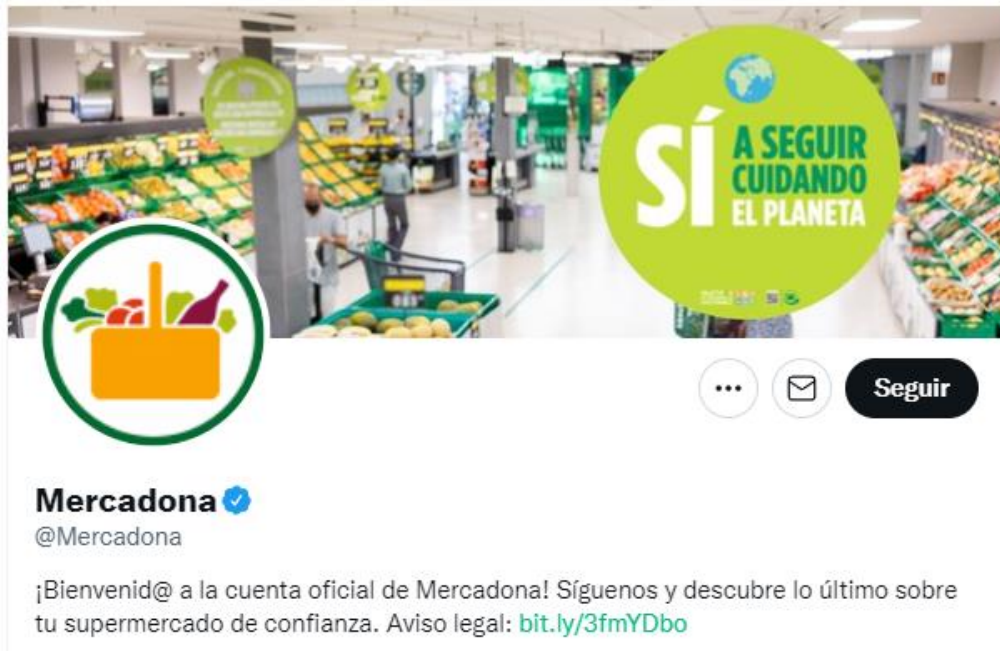 SÍ
A SEGUIR
CUIDANDO
EL PLANETA
Seguir
Mercadona
@Mercadona
¡Bienvenid@ a la cuenta oficial de Mercadona! Síguenos y descubre lo último sobre
tu supermercado de confianza. Aviso legal: bit.ly/3fmYDbo